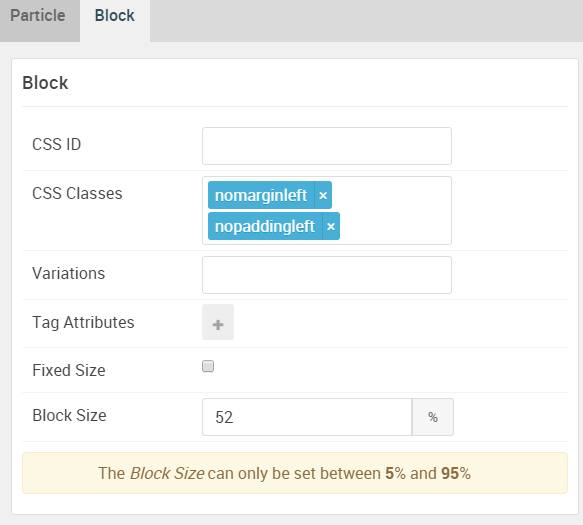 Particle Block
Block
CSS ID
CSS Classes nomarginleft ×
nopaddingleft ×
Variations
Tag Attributes +
Fixed Size
Block Size 52 %
The Block Size can only be set between 5% and 95%